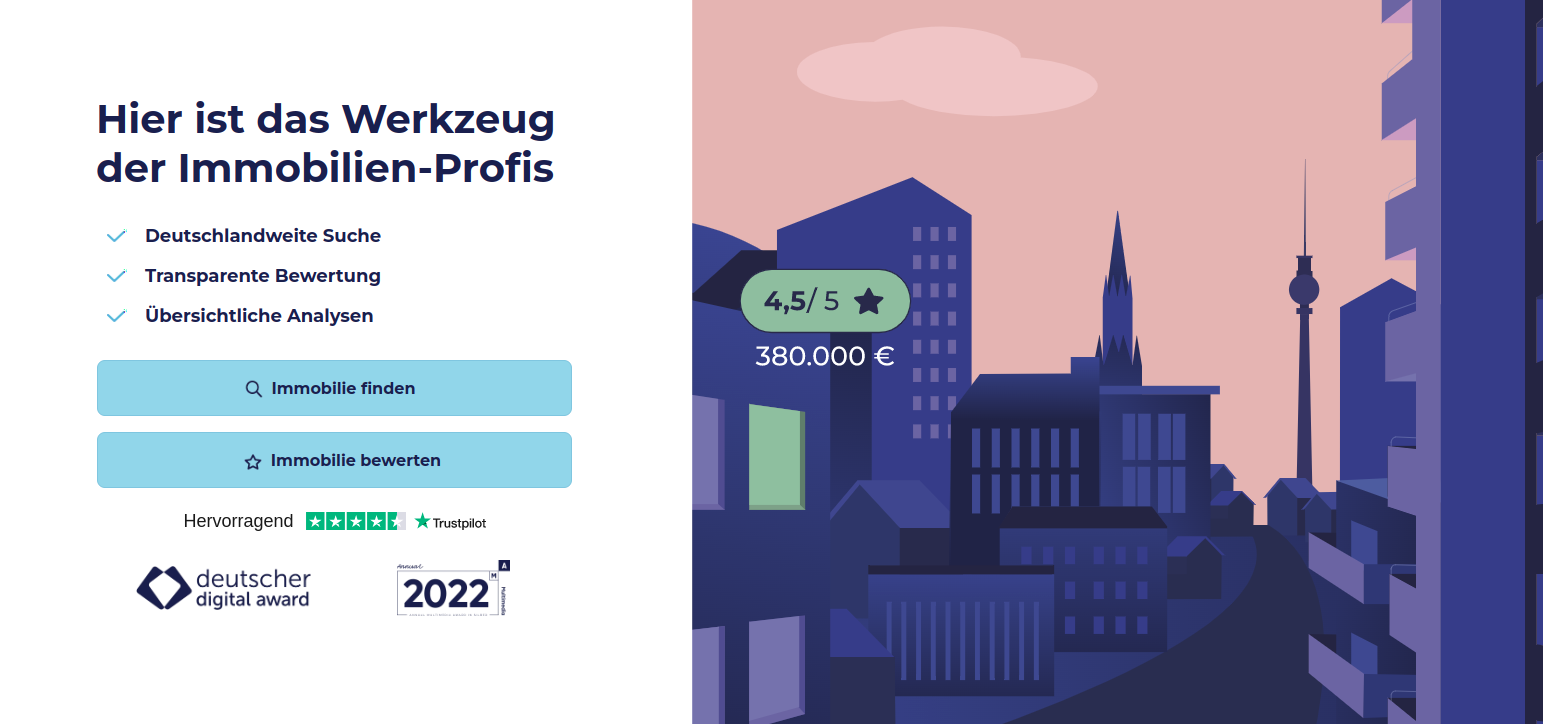 Hier ist das Werkzeug
der Immobilien-Profis
Deutschlandweite Suche
Transparente Bewertung
Übersichtliche Analysen
Immobilie finden
Immobilie bewerten
Hervorragend
Trustpilot
deutscher
digital award
Annual
A
M
2022
Multimedia
4,5/ 5
380.000 €